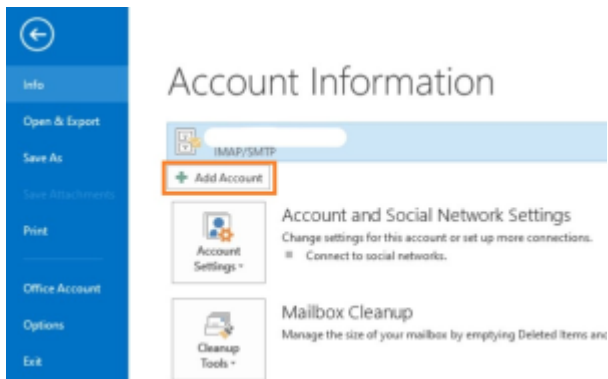 Info
Open & Export
Save As
Save Attachments
Print
Office Account
Options
Exit
Account Information
IMAP/SMTP
Add Account
Account
Settings
Account and Social Network Settings
Change settings for this account or set up more connections.
Connect to social networks.
Cleanup
Tools
Mailbox Cleanup
Manage the size of your mailbox by emptying Deleted Items and